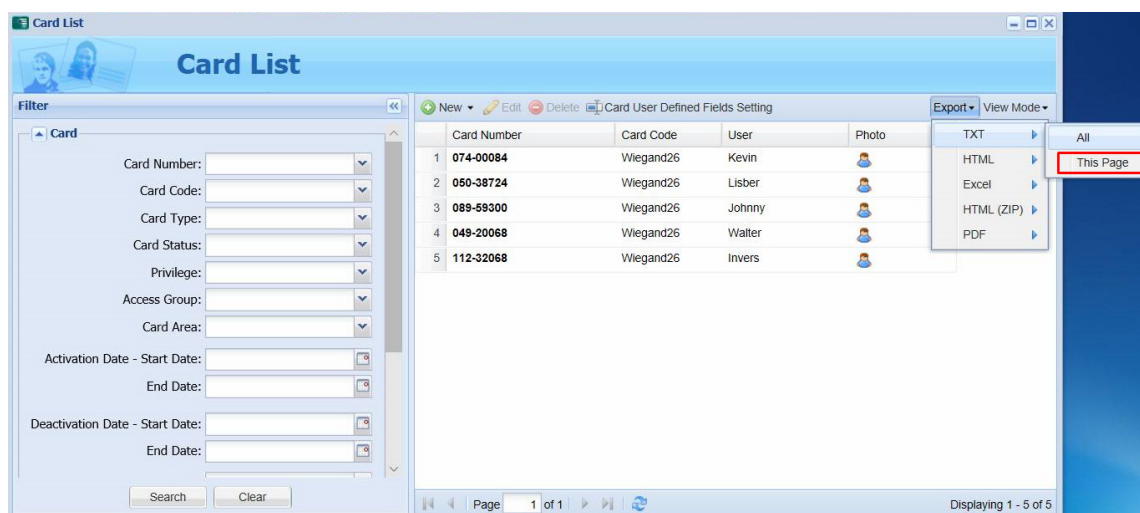 Card List
Card List
Filter
Card
Card Number:
Card Code:
Card Type:
Card Status:
Privilege:
Access Group:
Card Area:
Activation Date - Start Date:
End Date:
Deactivation Date - Start Date:
End Date:
Search Clear
New Edit Delete Card User Defined Fields Setting Export View Mode
Card Number Card Code User Photo
1 074-00084 Wiegand26 Kevin
2 050-38724 Wiegand26 Lisber
3 089-59300 Wiegand26 Johnny
4 049-20068 Wiegand26 Walter
5 112-32068 Wiegand26 Invers
TXT
HTML
Excel
HTML (ZIP)
PDF
All
This Page
Page 1 of 1 Displaying 1 - 5 of 5